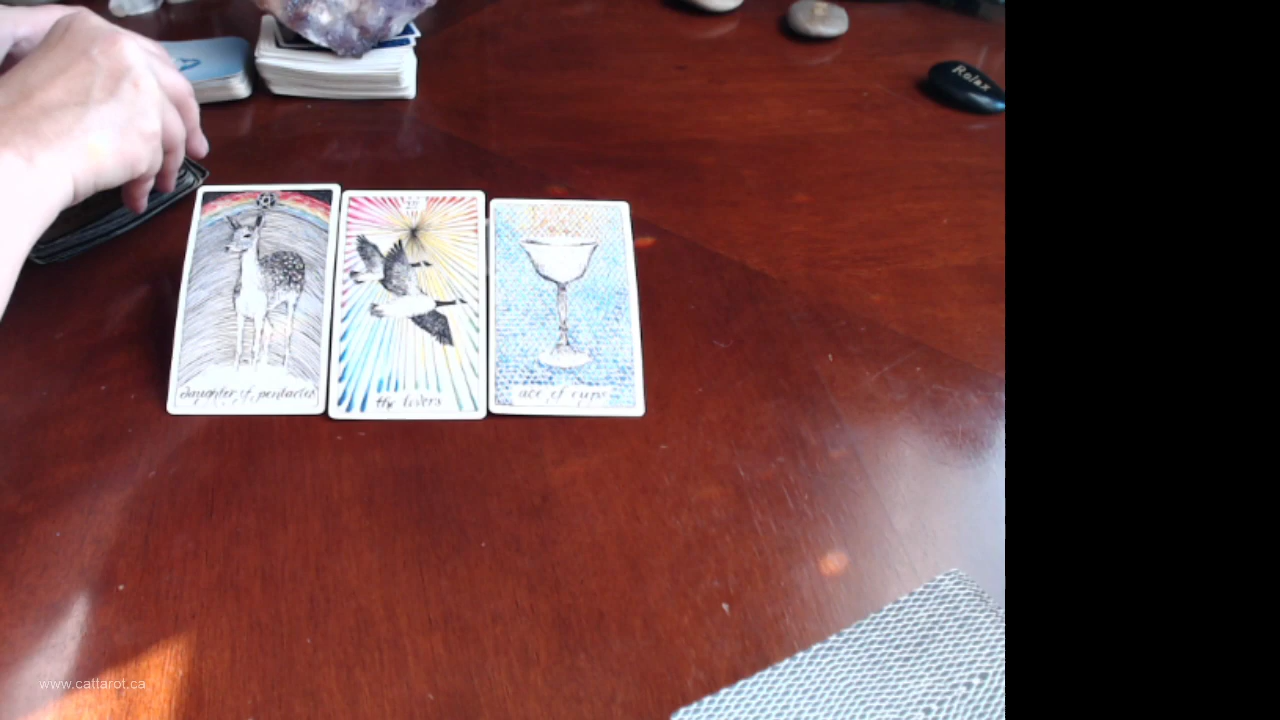 Relax
daughter of pentacles
the lovers
ace of cups
www.cattarot.ca